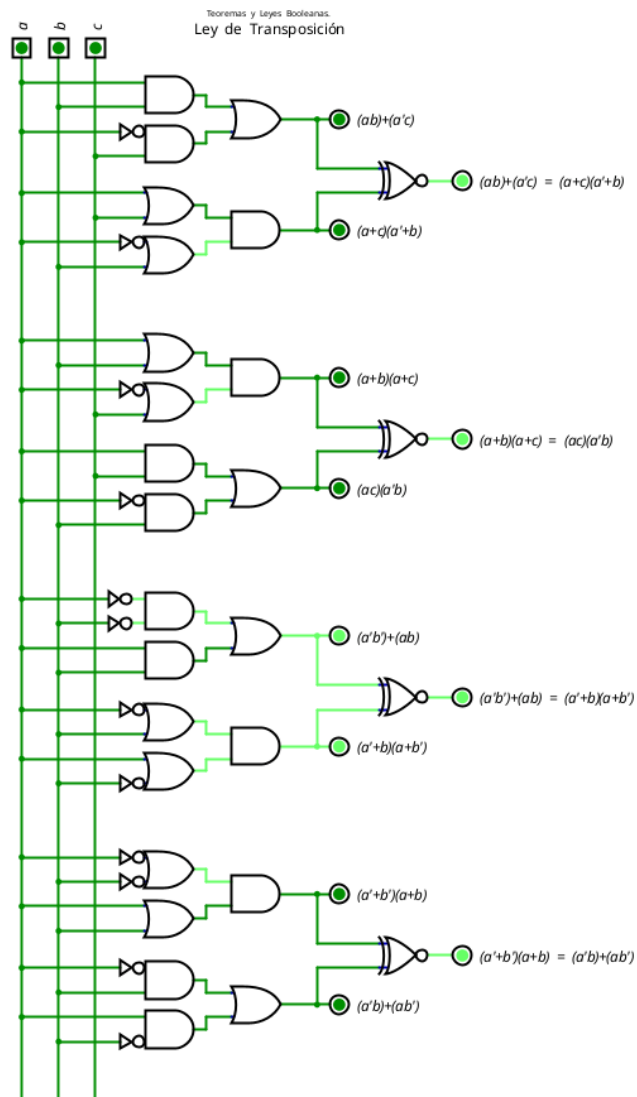 Teoremas y Leyes Booleanas.
Ley de Transposición
a
b
c
(ab)+(a'c)
(ab)+(a'c) = (a+c)(a'+b)
(a+c)(a'+b)
(a+b)(a+c)
(a+b)(a+c) = (ac)(a'b)
(ac)(a'b)
(a'b')+(ab)
(a'b')+(ab) = (a'+b)(a+b')
(a'+b)(a+b')
(a'+b')(a+b)
(a'+b')(a+b) = (a'b)+(ab')
(a'b)+(ab')